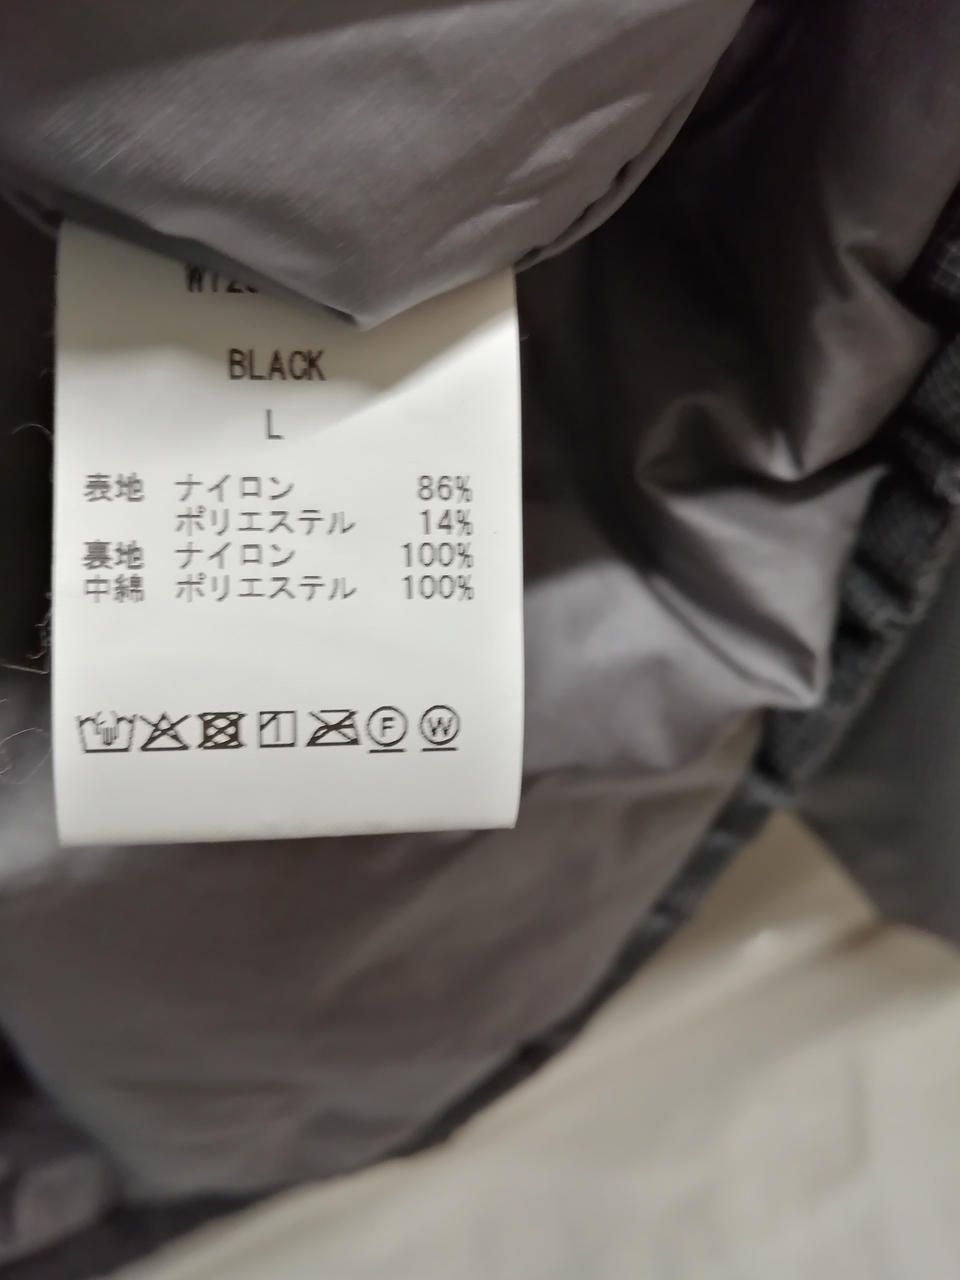 BLACK
L
表地 ナイロン 86%
ポリエステル 14%
裏地 ナイロン 100%
中綿 ポリエステル 100%
F W